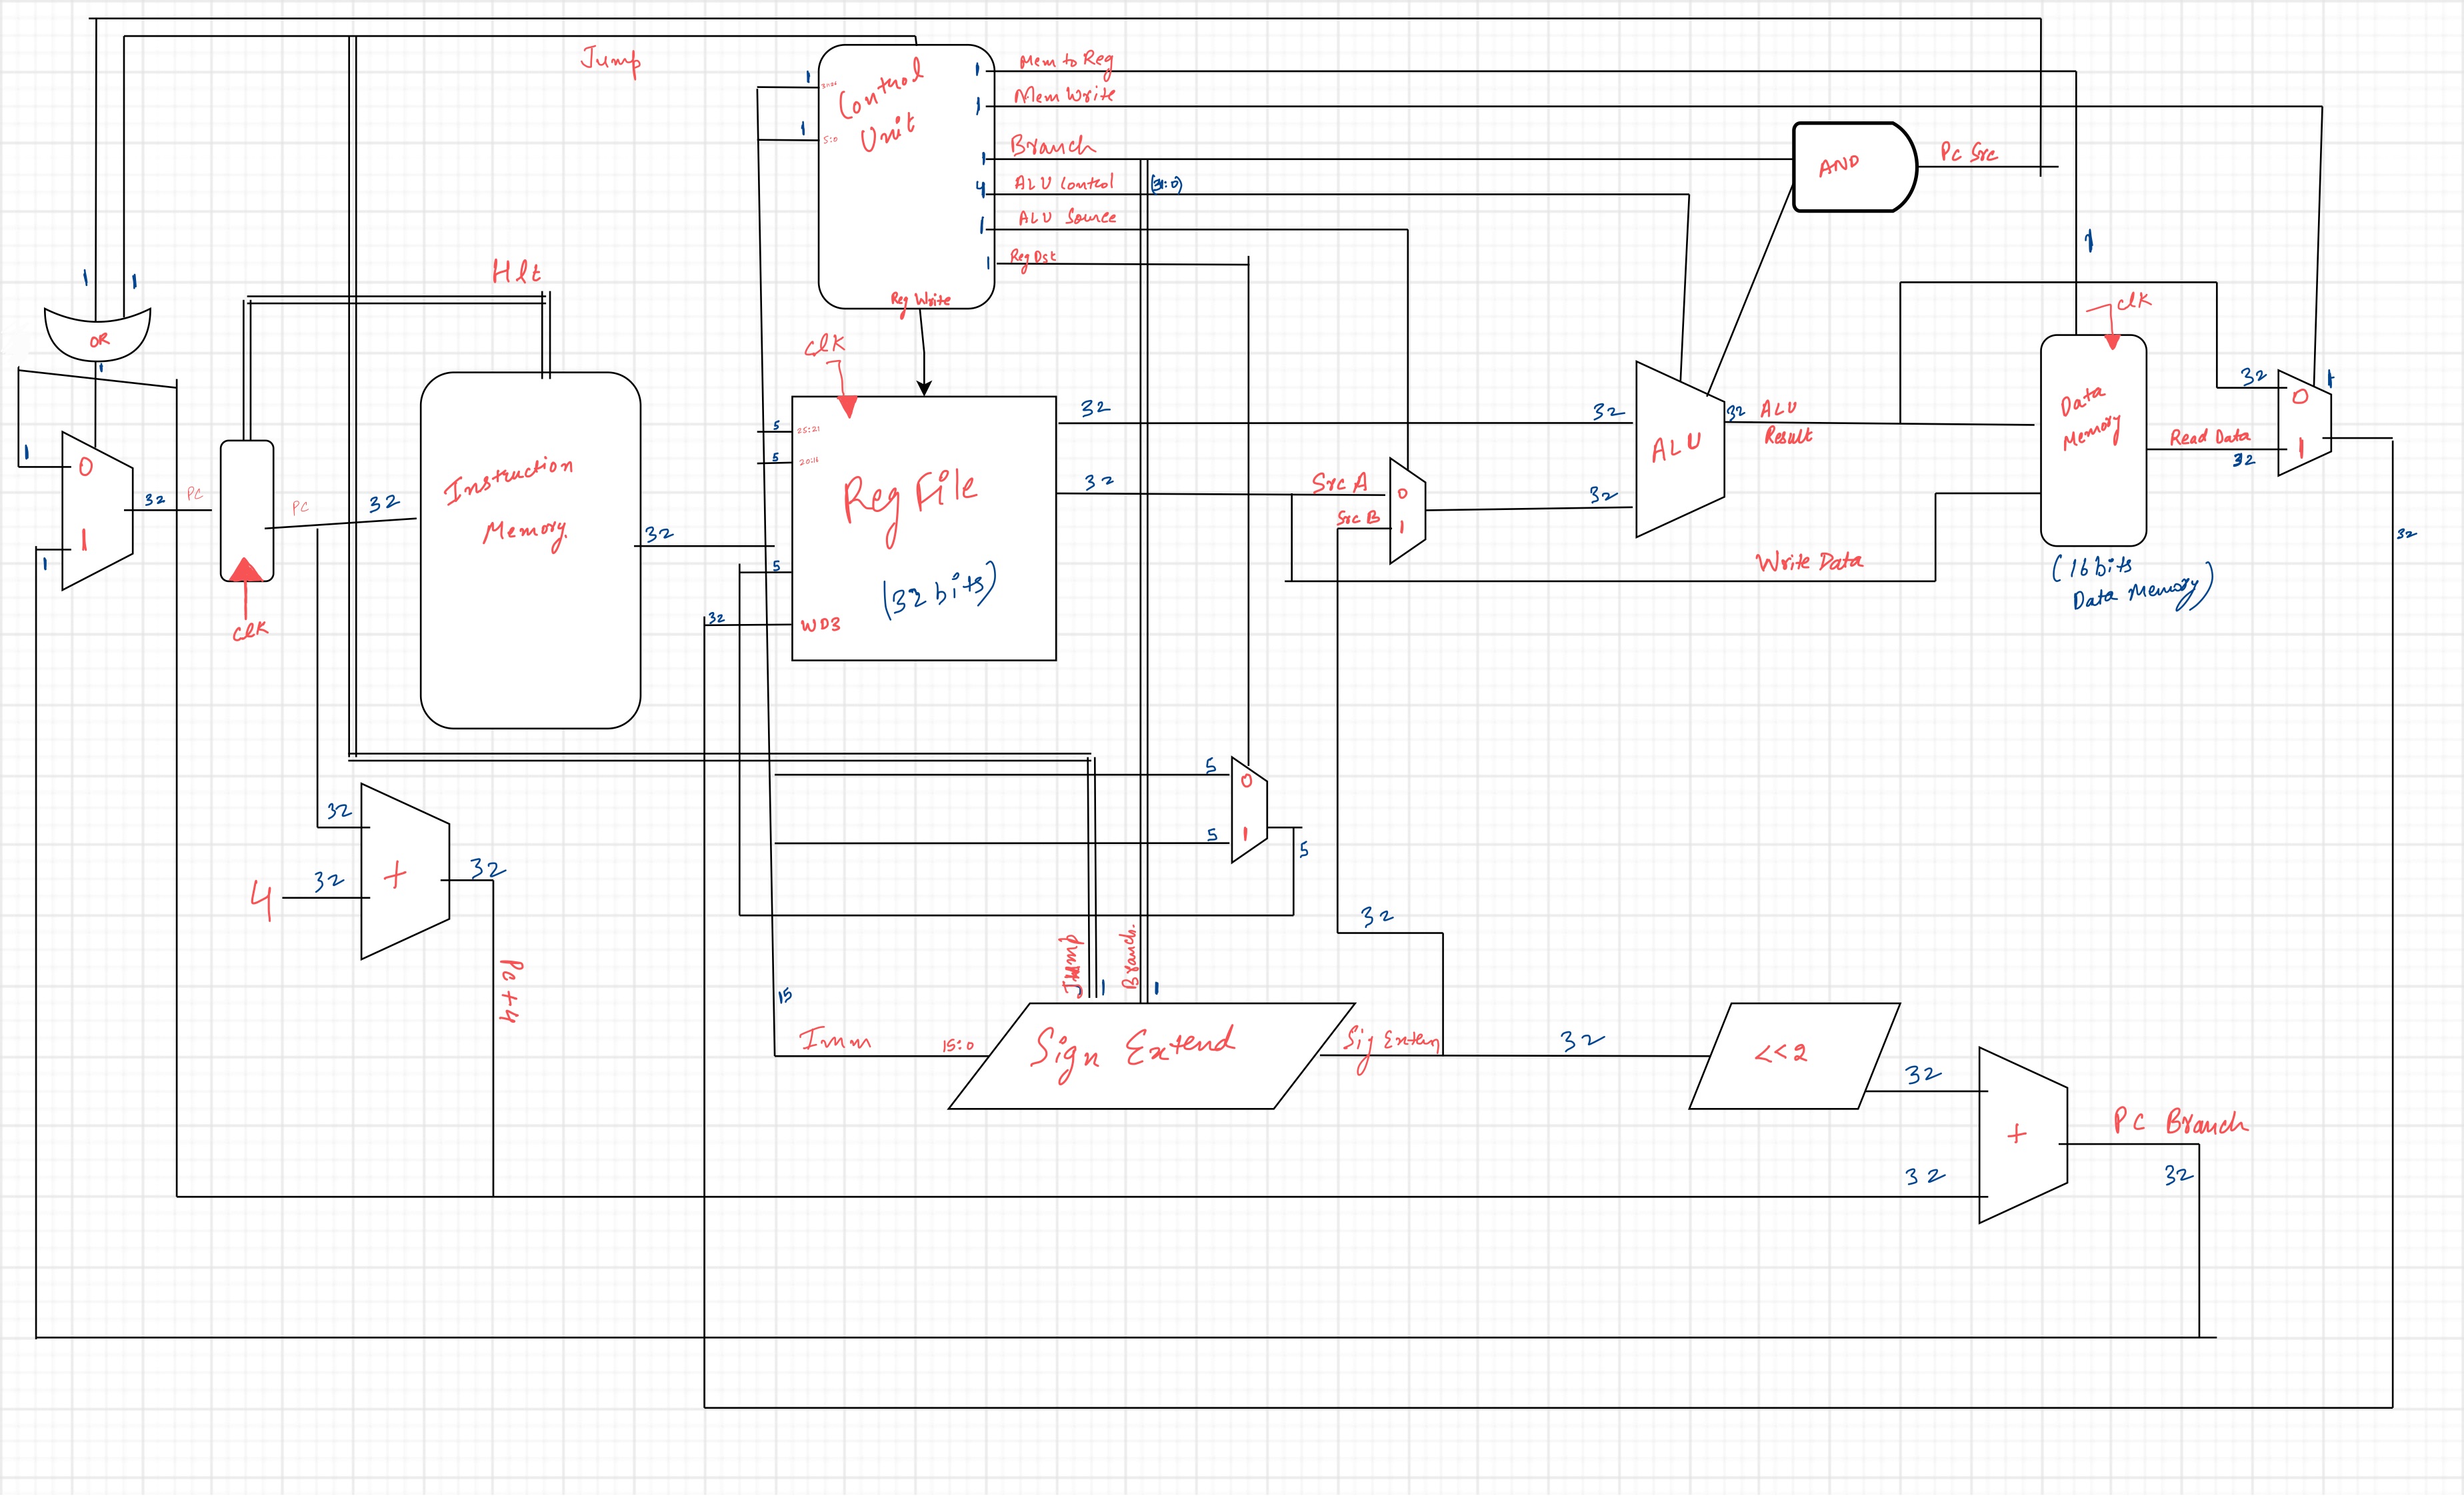 Jump
1
31:26
1
5:0
Control
Unit
1
Mem to Reg
1
Mem Write
1
Branch
4
ALU Control
(31:0)
1
ALU Source
1
Reg Dst
Reg Write
AND
Pc Src
1
1
1
OR
1
Hlt
clk
clk
1
0
1
1
32
PC
clk
PC
32
Instruction
Memory.
32
5
25:21
5
20:16
Reg File
(32 bits)
5
32
WD3
32
32
Src A
Src B
0
1
32
32
ALU
32
ALU
Result
Write Data
Data
Memory
(16 bits
Data Memory)
Read Data
32
32
0
1
1
32
5
0
5
1
5
32
4
32
+
32
Pc+4
15
Imm
15:0
Jump
1
Branch.
1
Sign Extend
Sig Exten
32
32
<<2
32
32
+
PC Branch
32